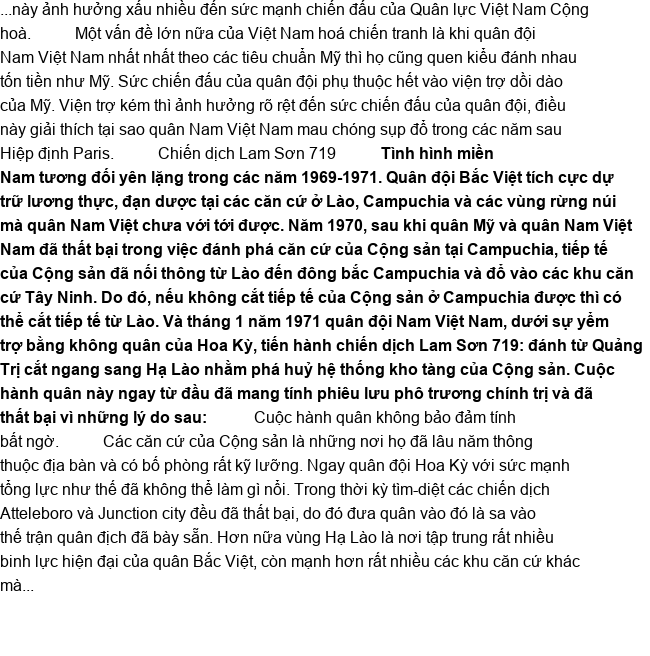 ...này ảnh hưởng xấu nhiều đến sức mạnh chiến đấu của Quân lực Việt Nam Cộng
hoà. Một vấn đề lớn nữa của Việt Nam hoá chiến tranh là khi quân đội
Nam Việt Nam nhất nhất theo các tiêu chuẩn Mỹ thì họ cũng quen kiểu đánh nhau
tốn tiền như Mỹ. Sức chiến đấu của quân đội phụ thuộc hết vào viện trợ dồi dào
của Mỹ. Viện trợ kém thì ảnh hưởng rõ rệt đến sức chiến đấu của quân đội, điều
này giải thích tại sao quân Nam Việt Nam mau chóng sụp đổ trong các năm sau
Hiệp định Paris. Chiến dịch Lam Sơn 719 Tình hình miền
Nam tương đối yên lặng trong các năm 1969-1971. Quân đội Bắc Việt tích cực dự
trữ lương thực, đạn dược tại các căn cứ ở Lào, Campuchia và các vùng rừng núi
mà quân Nam Việt chưa với tới được. Năm 1970, sau khi quân Mỹ và quân Nam Việt
Nam đã thất bại trong việc đánh phá căn cứ của Cộng sản tại Campuchia, tiếp tế
của Cộng sản đã nối thông từ Lào đến đông bắc Campuchia và đổ vào các khu căn
cứ Tây Ninh. Do đó, nếu không cắt tiếp tế của Cộng sản ở Campuchia được thì có
thể cắt tiếp tế từ Lào. Và tháng 1 năm 1971 quân đội Nam Việt Nam, dưới sự yểm
trợ bằng không quân của Hoa Kỳ, tiến hành chiến dịch Lam Sơn 719: đánh từ Quảng
Trị cắt ngang sang Hạ Lào nhằm phá huỷ hệ thống kho tàng của Cộng sản. Cuộc
hành quân này ngay từ đầu đã mang tính phiêu lưu phô trương chính trị và đã
thất bại vì những lý do sau: Cuộc hành quân không bảo đảm tính
bất ngờ. Các căn cứ của Cộng sản là những nơi họ đã lâu năm thông
thuộc địa bàn và có bố phòng rất kỹ lưỡng. Ngay quân đội Hoa Kỳ với sức mạnh
tổng lực như thế đã không thể làm gì nổi. Trong thời kỳ tìm-diệt các chiến dịch
Atteleboro và Junction city đều đã thất bại, do đó đưa quân vào đó là sa vào
thế trận quân địch đã bày sẵn. Hơn nữa vùng Hạ Lào là nơi tập trung rất nhiều
binh lực hiện đại của quân Bắc Việt, còn mạnh hơn rất nhiều các khu căn cứ khác
mà...